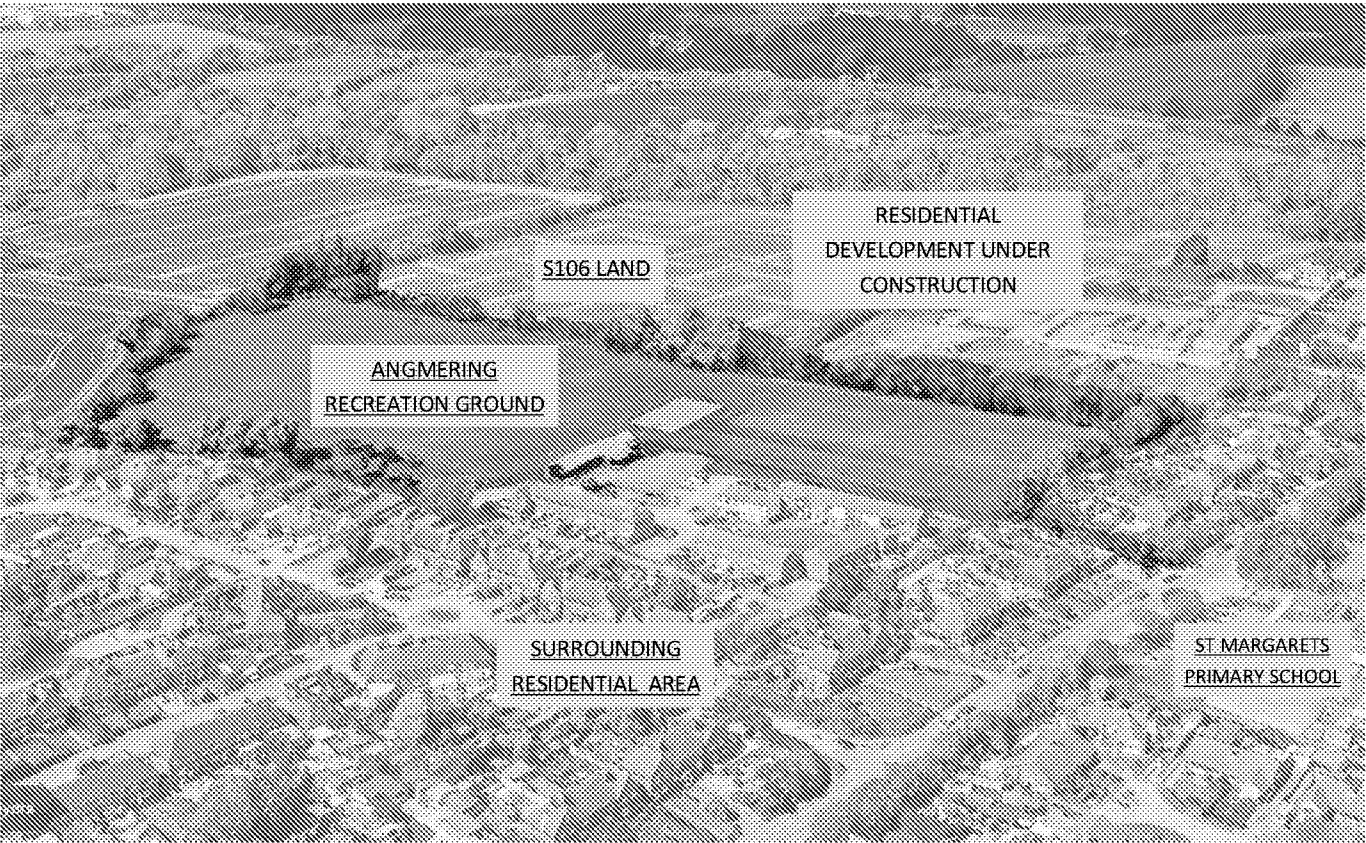 RESIDENTIAL
DEVELOPMENT UNDER
CONSTRUCTION
S106 LAND
ANGMERING
RECREATION GROUND
SURROUNDING
RESIDENTIAL AREA
ST MARGARETS
PRIMARY SCHOOL